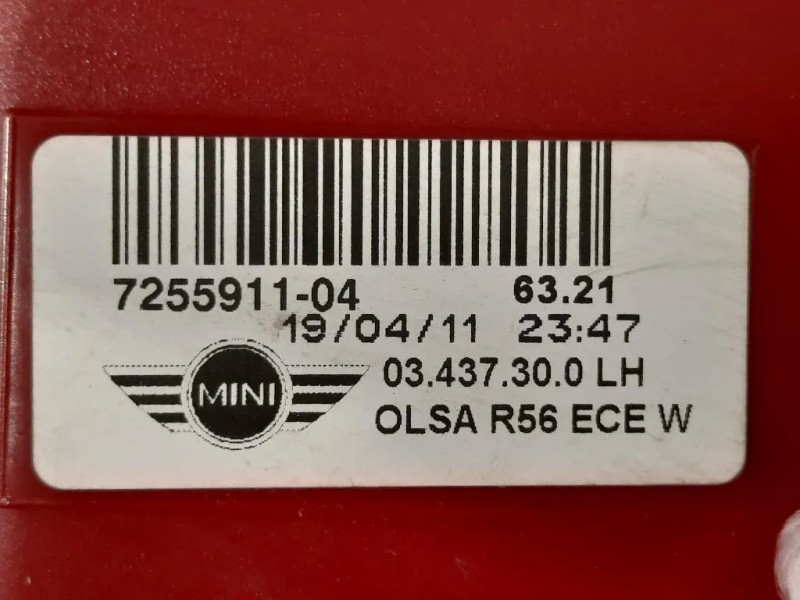 7255911-04 63.21
19/04/11 23:47
03.437.30.0 LH
MINI
OLSA R56 ECE W